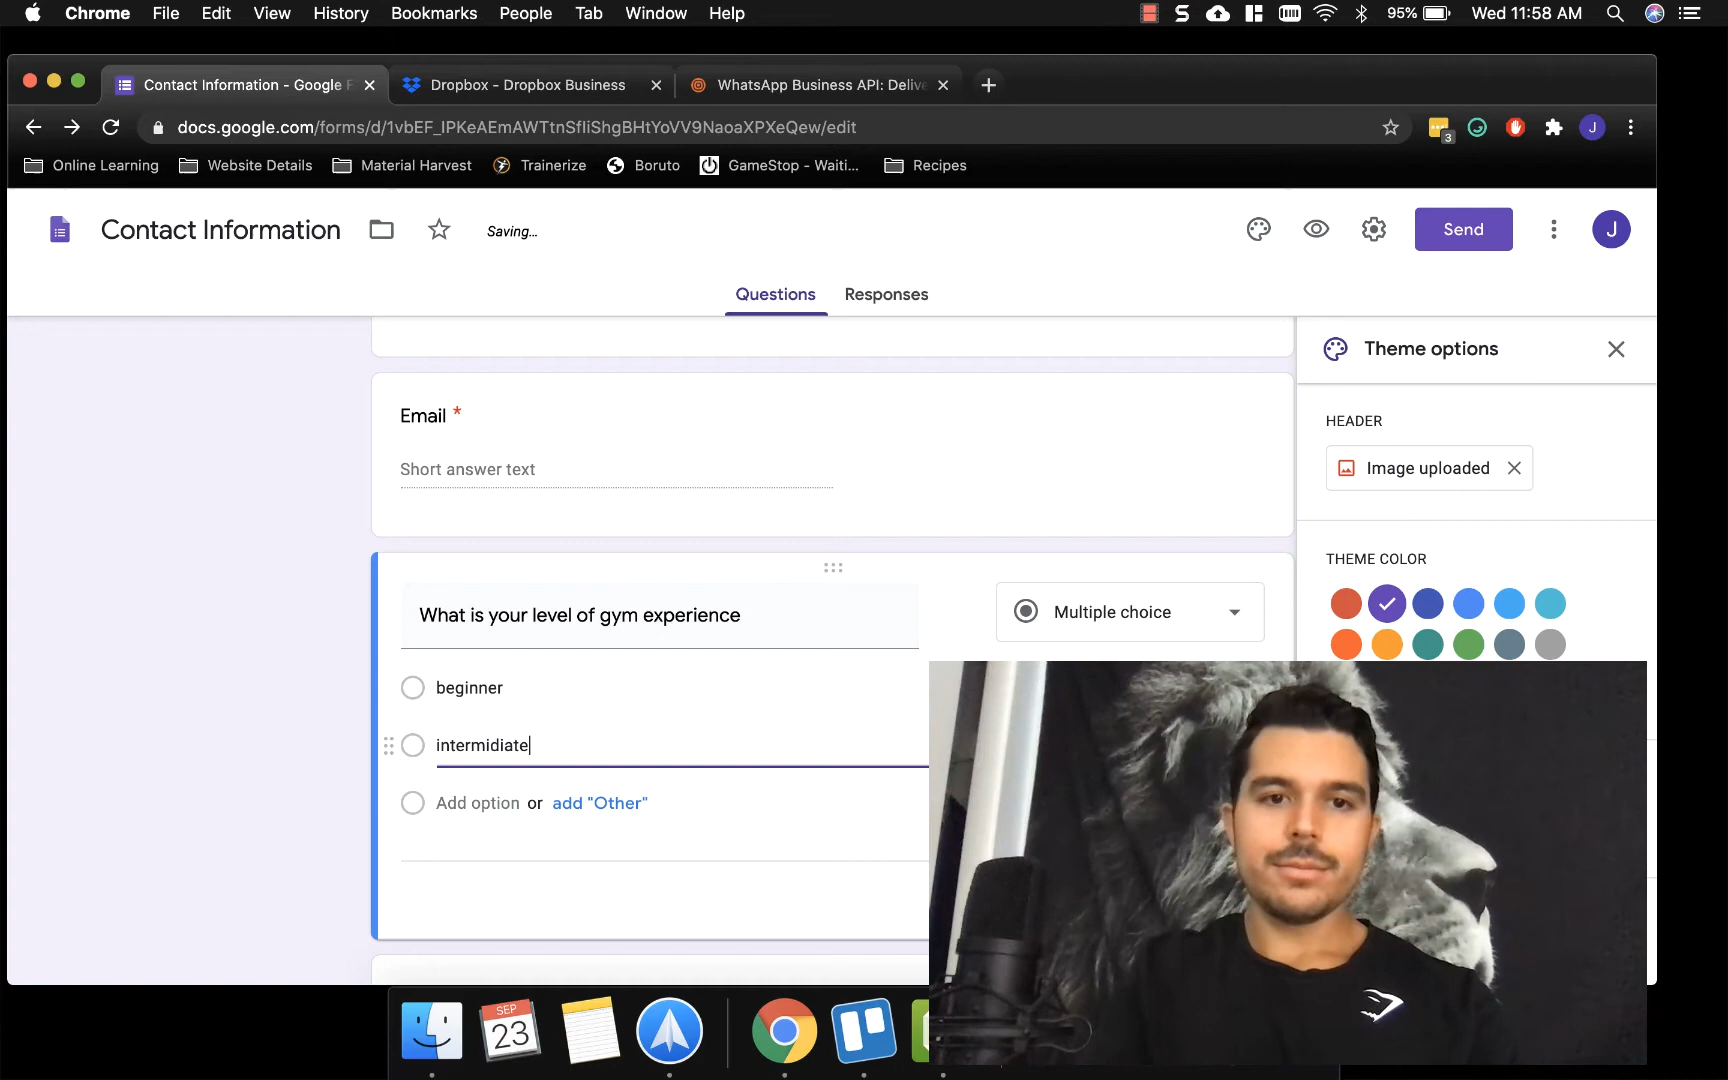 Chrome File Edit View History Bookmarks People Tab Window Help 95% Wed 11:58 AM
Contact Information - Google F Dropbox - Dropbox Business WhatsApp Business API: Delive
docs.google.com/forms/d/1vbEF_IPKeAEmAWTtnSfIiShgBHtYoVV9NaoaXPXeQew/edit 3 J
Online Learning Website Details Material Harvest Trainerize Boruto GameStop - Waiti... Recipes
Contact Information Saving... Send J
Questions Responses
Theme options
Email *
HEADER
Short answer text
Image uploaded
THEME COLOR
What is your level of gym experience
Multiple choice
beginner
intermidiate
Add option or add "Other"
SEP
23